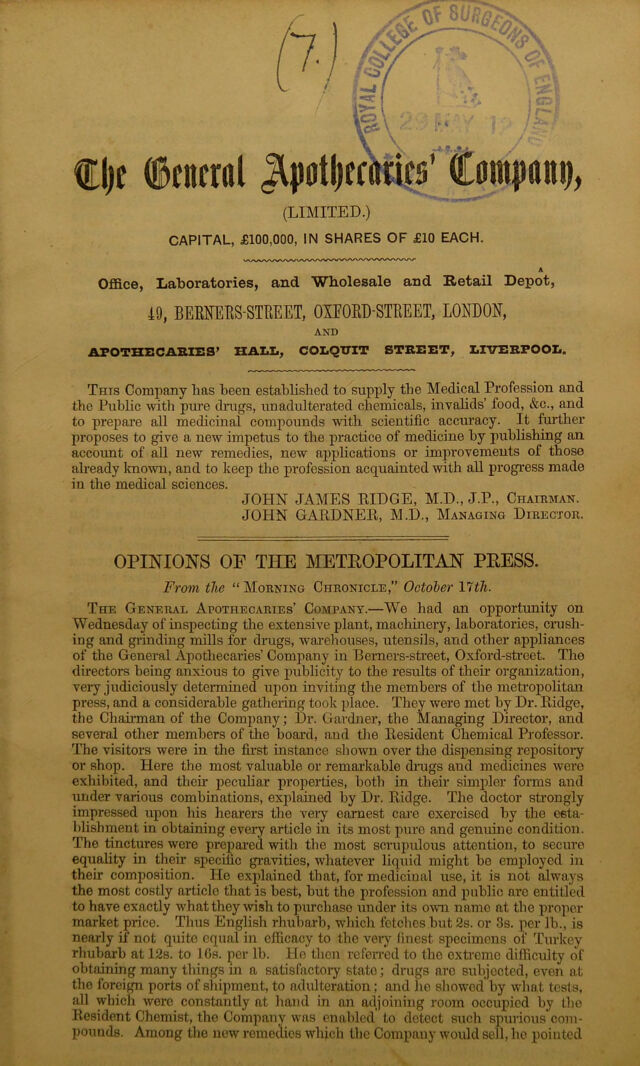 (7.)
ROYAL COLLEGE OF SURGEONS OF ENGLAND
29 MAY 12
The General Apothecaries' Company,
(LIMITED.)
CAPITAL, £100,000, IN SHARES OF £10 EACH.
Office, Laboratories, and Wholesale and Retail Depôt,
49, BERNERS-STREET, OXFORD-STREET, LONDON,
AND
APOTHECARIES' HALL, COLQUIT STREET, LIVERPOOL.
THIS Company has been established to supply the Medical Profession and
the Public with pure drugs, unadulterated chemicals, invalids' food, &c., and
to prepare all medicinal compounds with scientific accuracy. It further
proposes to give a new impetus to the practice of medicine by publishing an
account of all new remedies, new applications or improvements of those
already known, and to keep the profession acquainted with all progress made
in the medical sciences.
JOHN JAMES RIDGE, M.D., J.P., CHAIRMAN.
JOHN GARDNER, M.D., MANAGING DIRECTOR.
OPINIONS OF THE METROPOLITAN PRESS.
From the "MORNING CHRONICLE," October 17th.
THE GENERAL APOTHECARIES' COMPANY.—We had an opportunity on
Wednesday of inspecting the extensive plant, machinery, laboratories, crush-
ing and grinding mills for drugs, warehouses, utensils, and other appliances
of the General Apothecaries' Company in Berners-street, Oxford-street. The
directors being anxious to give publicity to the results of their organization,
very judiciously determined upon inviting the members of the metropolitan
press, and a considerable gathering took place. They were met by Dr. Ridge,
the Chairman of the Company; Dr. Gardner, the Managing Director, and
several other members of the board, and the Resident Chemical Professor.
The visitors were in the first instance shown over the dispensing repository
or shop. Here the most valuable or remarkable drugs and medicines were
exhibited, and their peculiar properties, both in their simpler forms and
under various combinations, explained by Dr. Ridge. The doctor strongly
impressed upon his hearers the very earnest care exercised by the esta-
blishment in obtaining every article in its most pure and genuine condition.
The tinctures were prepared with the most scrupulous attention, to secure
equality in their specific gravities, whatever liquid might be employed in
their composition. He explained that, for medicinal use, it is not always
the most costly article that is best, but the profession and public are entitled
to have exactly what they wish to purchase under its own name at the proper
market price. Thus English rhubarb, which fetches but 2s. or 3s. per lb., is
nearly if not quite equal in efficacy to the very finest specimens of Turkey
rhubarb at 12s. to 16s. per lb. He then referred to the extreme difficulty of
obtaining many things in a satisfactory state; drugs are subjected, even at
the foreign ports of shipment, to adulteration; and he showed by what tests,
all which were constantly at hand in an adjoining room occupied by the
Resident Chemist, the Company was enabled to detect such spurious com-
pounds. Among the new remedies which the Company would sell, he pointed